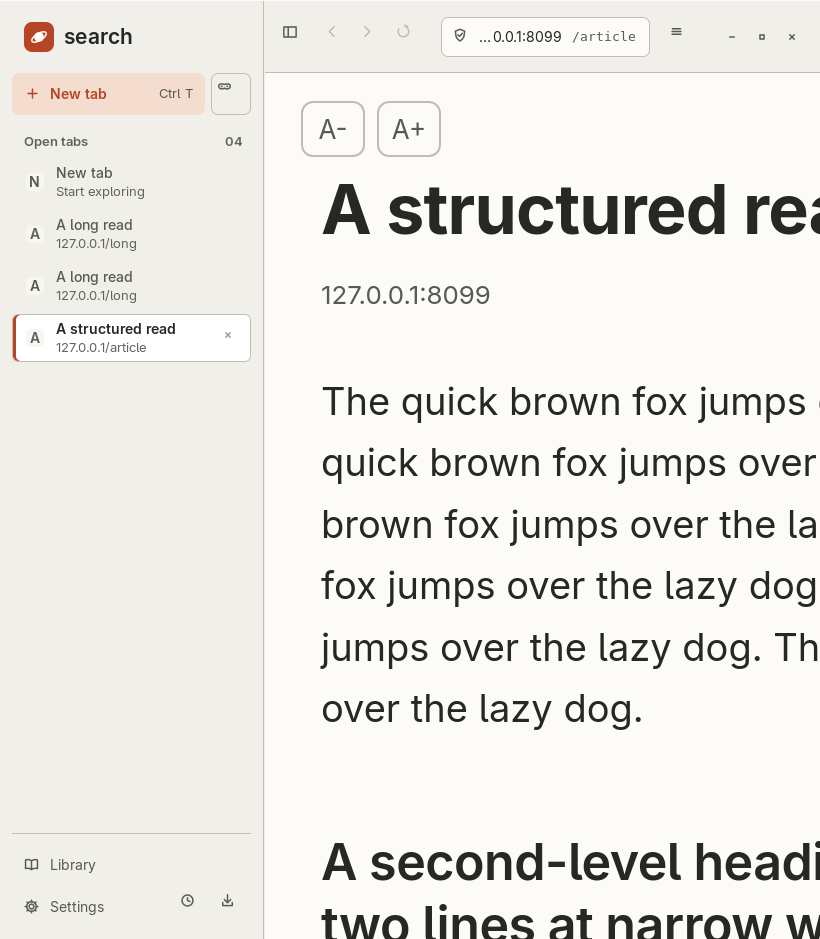 search
New tab Ctrl T
Open tabs 04
N New tab
Start exploring
A A long read
127.0.0.1/long
A A long read
127.0.0.1/long
A A structured read ×
127.0.0.1/article
Library
Settings
...0.0.1:8099 /article
A- A+
A structured rea
127.0.0.1:8099
The quick brown fox jumps
quick brown fox jumps over
brown fox jumps over the la
fox jumps over the lazy dog
jumps over the lazy dog. Th
over the lazy dog.
A second-level headi
two lines at narrow w